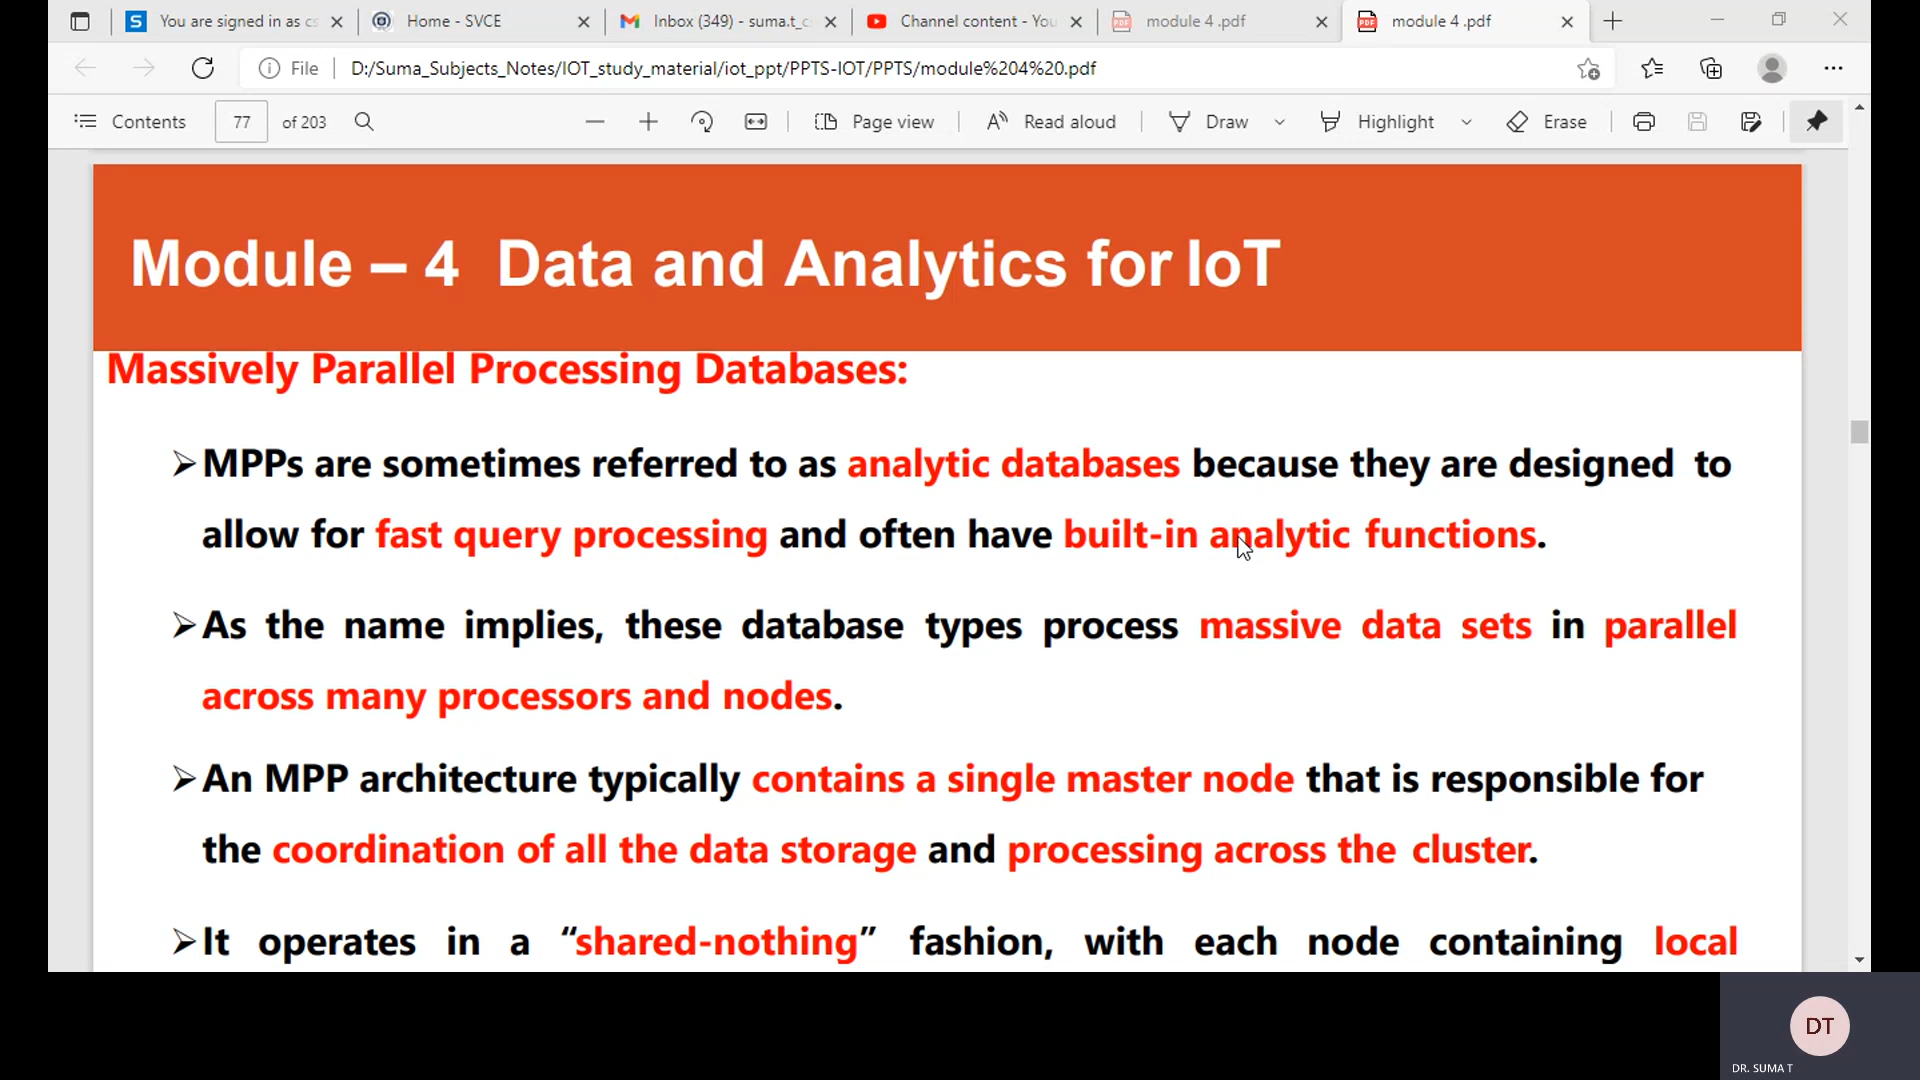 You are signed in as cs
Home - SVCE
Inbox (349) - suma.t_c
Channel content - You
module 4 .pdf
module 4 .pdf
File
D:/Suma_Subjects_Notes/IOT_study_material/iot_ppt/PPTS-IOT/PPTS/module%204%20.pdf
Contents
77
of 203
Page view
Read aloud
Draw
Highlight
Erase
Module – 4 Data and Analytics for IoT
Massively Parallel Processing Databases:
➢MPPs are sometimes referred to as analytic databases because they are designed to
allow for fast query processing and often have built-in analytic functions.
➢As the name implies, these database types process massive data sets in parallel
across many processors and nodes.
➢An MPP architecture typically contains a single master node that is responsible for
the coordination of all the data storage and processing across the cluster.
➢It operates in a “shared-nothing” fashion, with each node containing local
DT
DR. SUMA T